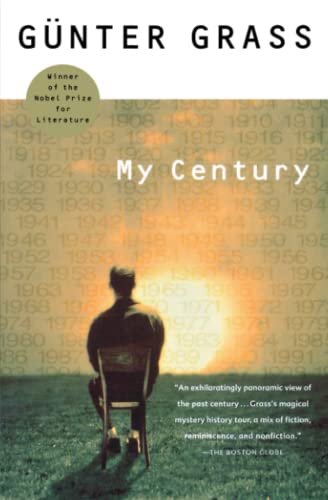 GÜNTER GRASS
Winner
of the
Nobel Prize
for
Literature
My Century
"An exhilaratingly panoramic view of
the past century...Grass's magical
mystery history tour, a mix of fiction,
reminiscence, and nonfiction."
—THE BOSTON GLOBE